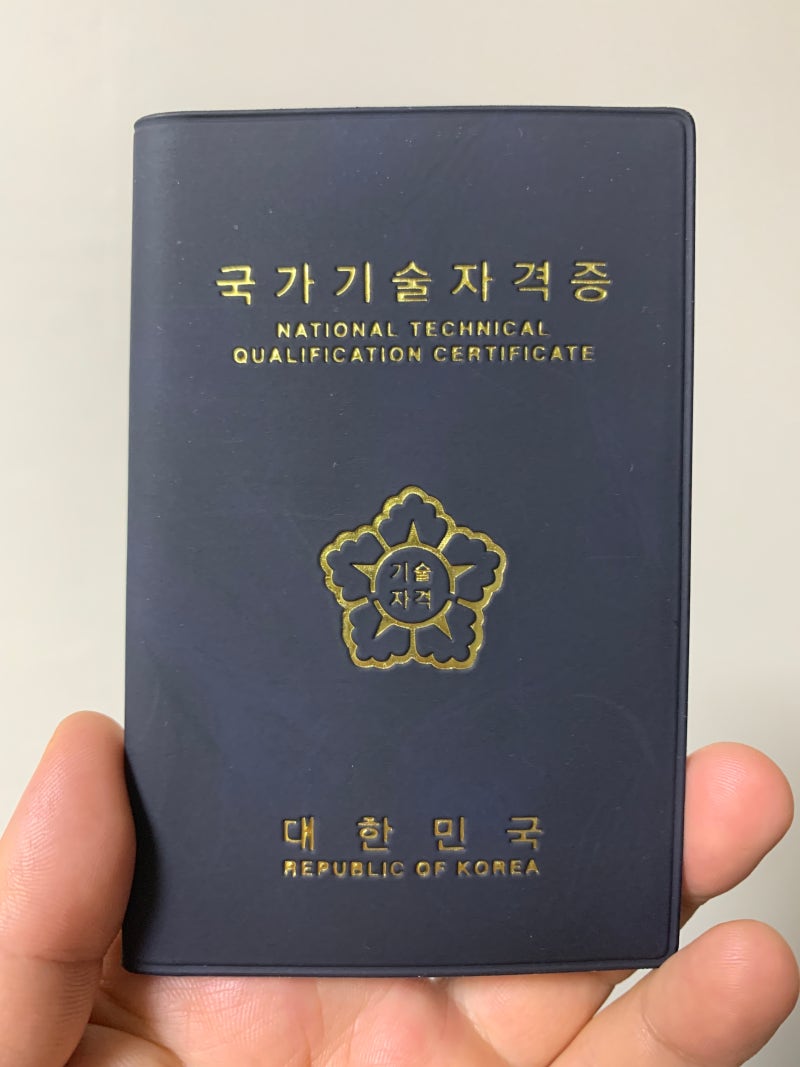 국가기술자격증
NATIONAL TECHNICAL
QUALIFICATION CERTIFICATE
기술
자격
대한민국
REPUBLIC OF KOREA